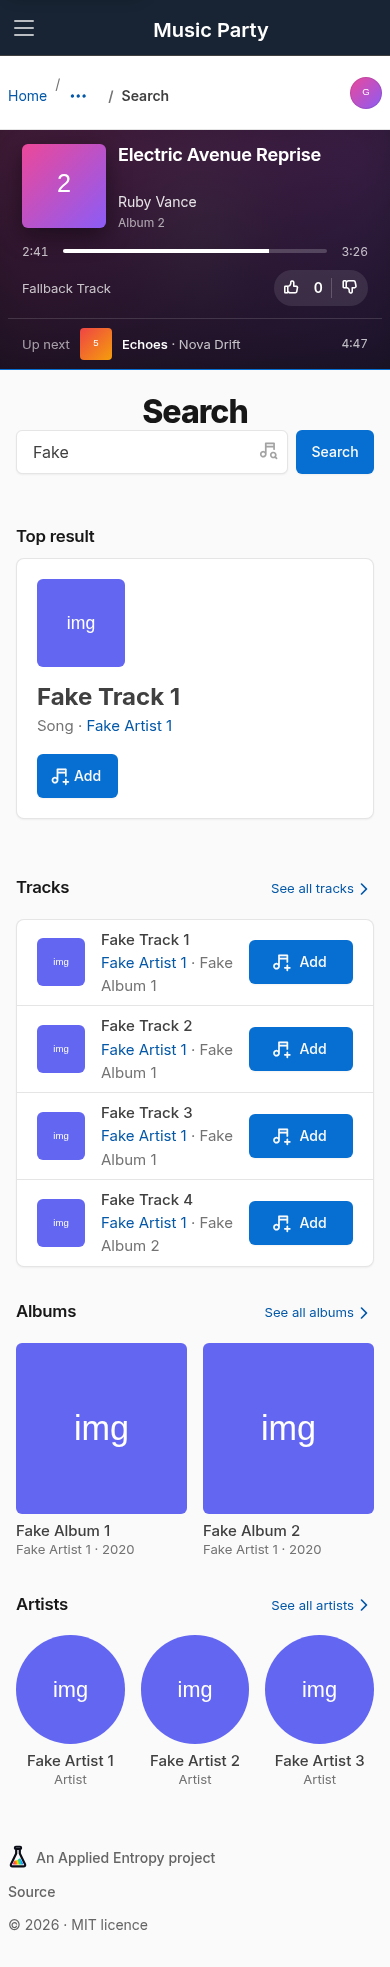 Music Party
Home / ... / Search
G
2
Electric Avenue Reprise
Ruby Vance
Album 2
2:41 3:26
Fallback Track 0
Up next 5 Echoes · Nova Drift 4:47
Search
Fake Search
Top result
img
Fake Track 1
Song · Fake Artist 1
Add
Tracks See all tracks
img
Fake Track 1
Fake Artist 1 · Fake
Album 1
Add
img
Fake Track 2
Fake Artist 1 · Fake
Album 1
Add
img
Fake Track 3
Fake Artist 1 · Fake
Album 1
Add
img
Fake Track 4
Fake Artist 1 · Fake
Album 2
Add
Albums See all albums
img img
Fake Album 1 Fake Album 2
Fake Artist 1 · 2020 Fake Artist 1 · 2020
Artists See all artists
img img img
Fake Artist 1 Fake Artist 2 Fake Artist 3
Artist Artist Artist
An Applied Entropy project
Source
© 2026 · MIT licence